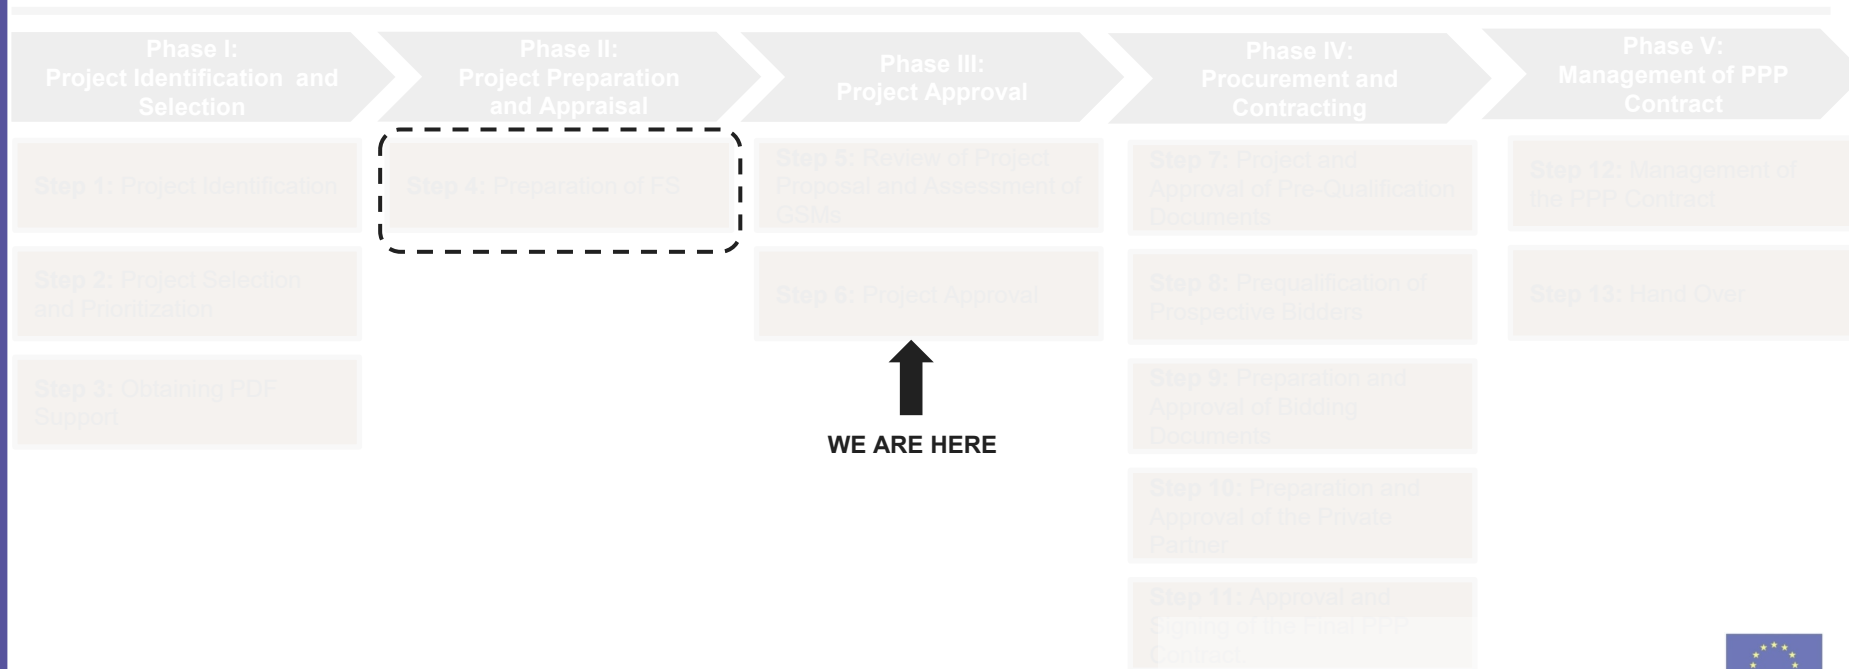 Phase I:
Project Identification and
Selection
Phase II:
Project Preparation
and Appraisal
Phase III:
Project Approval
Phase IV:
Procurement and
Contracting
Phase V:
Management of PPP
Contract
Step 1: Project Identification
Step 2: Project Selection
and Prioritization
Step 3: Obtaining PDF
Support
Step 4: Preparation of FS
Step 5: Review of Project
Proposal and Assessment of
GSMs
Step 6: Project Approval
WE ARE HERE
Step 7: Project and
Approval of Pre-Qualification
Documents
Step 8: Prequalification of
Prospective Bidders
Step 9: Preparation and
Approval of Bidding
Documents
Step 10: Preparation and
Approval of the Private
Partner
Step 11: Approval and
Signing of the Final PPP
Contract
Step 12: Management of
the PPP Contract
Step 13: Hand Over